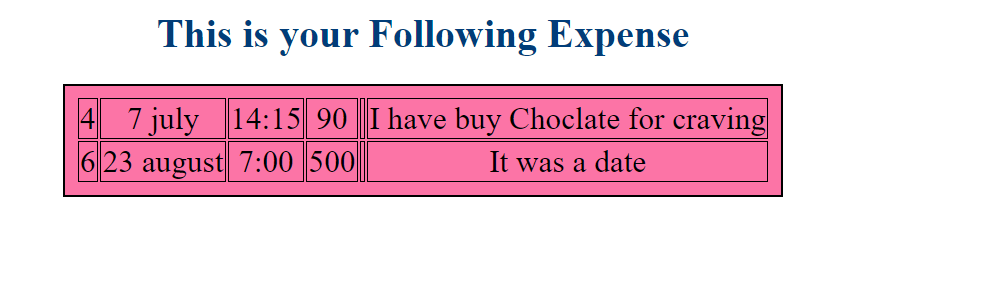 This is your Following Expense
4 7 july 14:15 90 I have buy Choclate for craving
6 23 august 7:00 500 It was a date